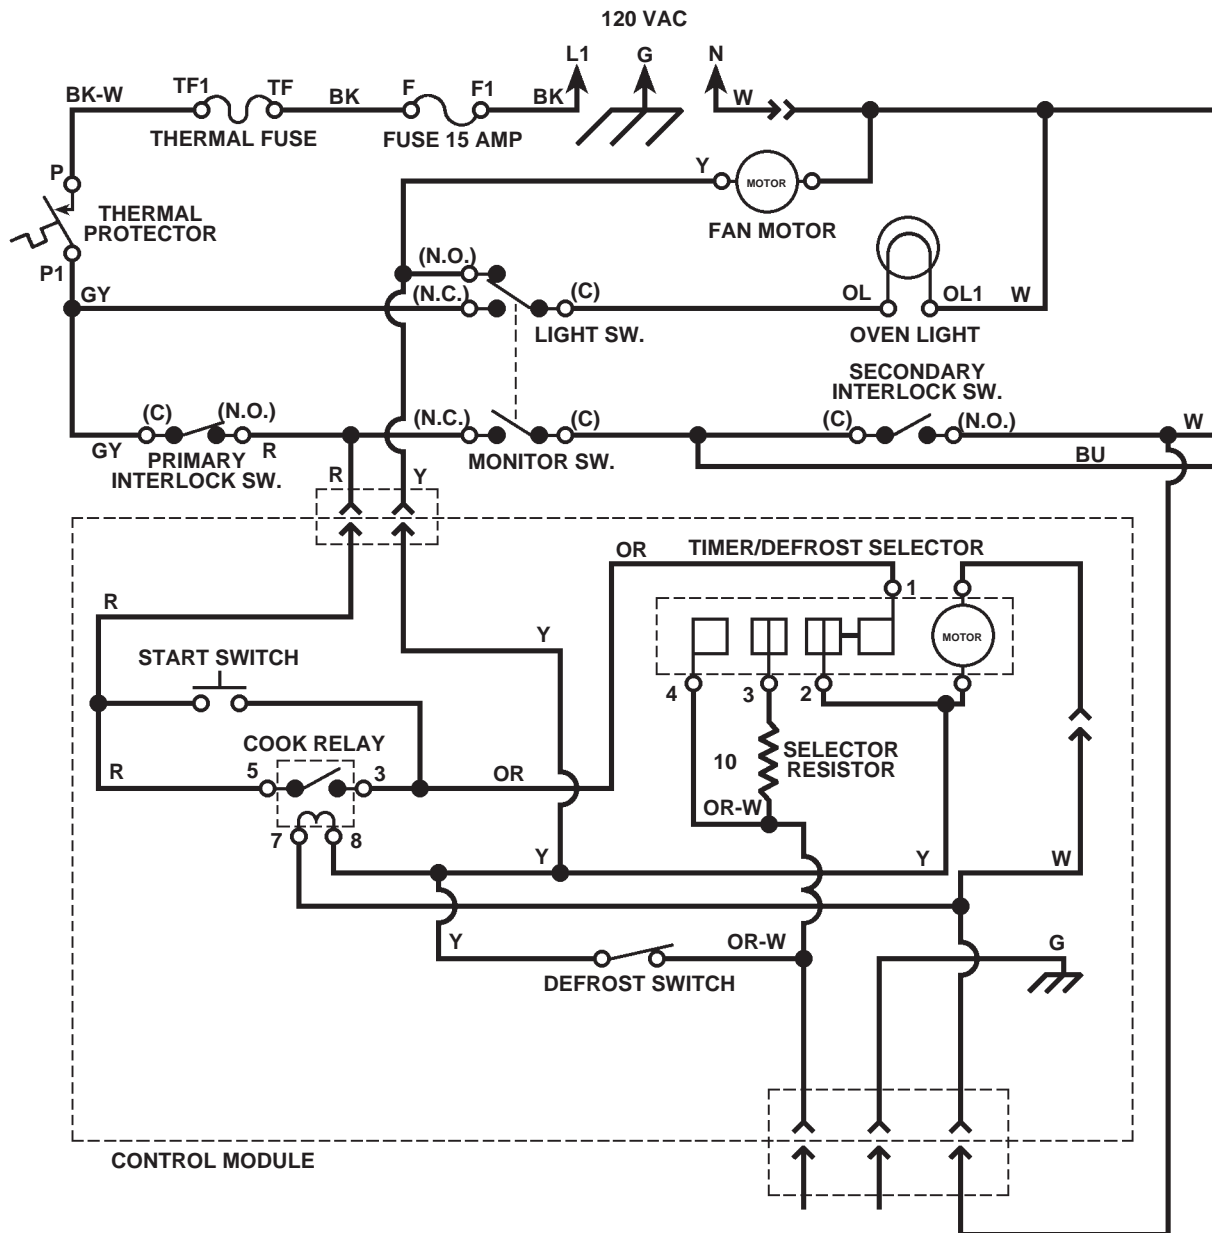 120 VAC
L1 G N
BK-W TF1 TF BK F F1 BK W
THERMAL FUSE FUSE 15 AMP
P Y MOTOR
THERMAL
PROTECTOR
FAN MOTOR
P1
(N.O.)
GY (N.C.) (C) OL OL1 W
LIGHT SW. OVEN LIGHT
SECONDARY
INTERLOCK SW.
(C) (N.O.) (N.C.) (C) (C) (N.O.) W
GY R BU
PRIMARY
INTERLOCK SW.
MONITOR SW.
R Y
OR TIMER/DEFROST SELECTOR
1
R
Y MOTOR
START SWITCH
4 3 2
COOK RELAY
10 SELECTOR
RESISTOR
R 5 3 OR
OR-W
7 8
Y Y W
Y OR-W G
DEFROST SWITCH
CONTROL MODULE